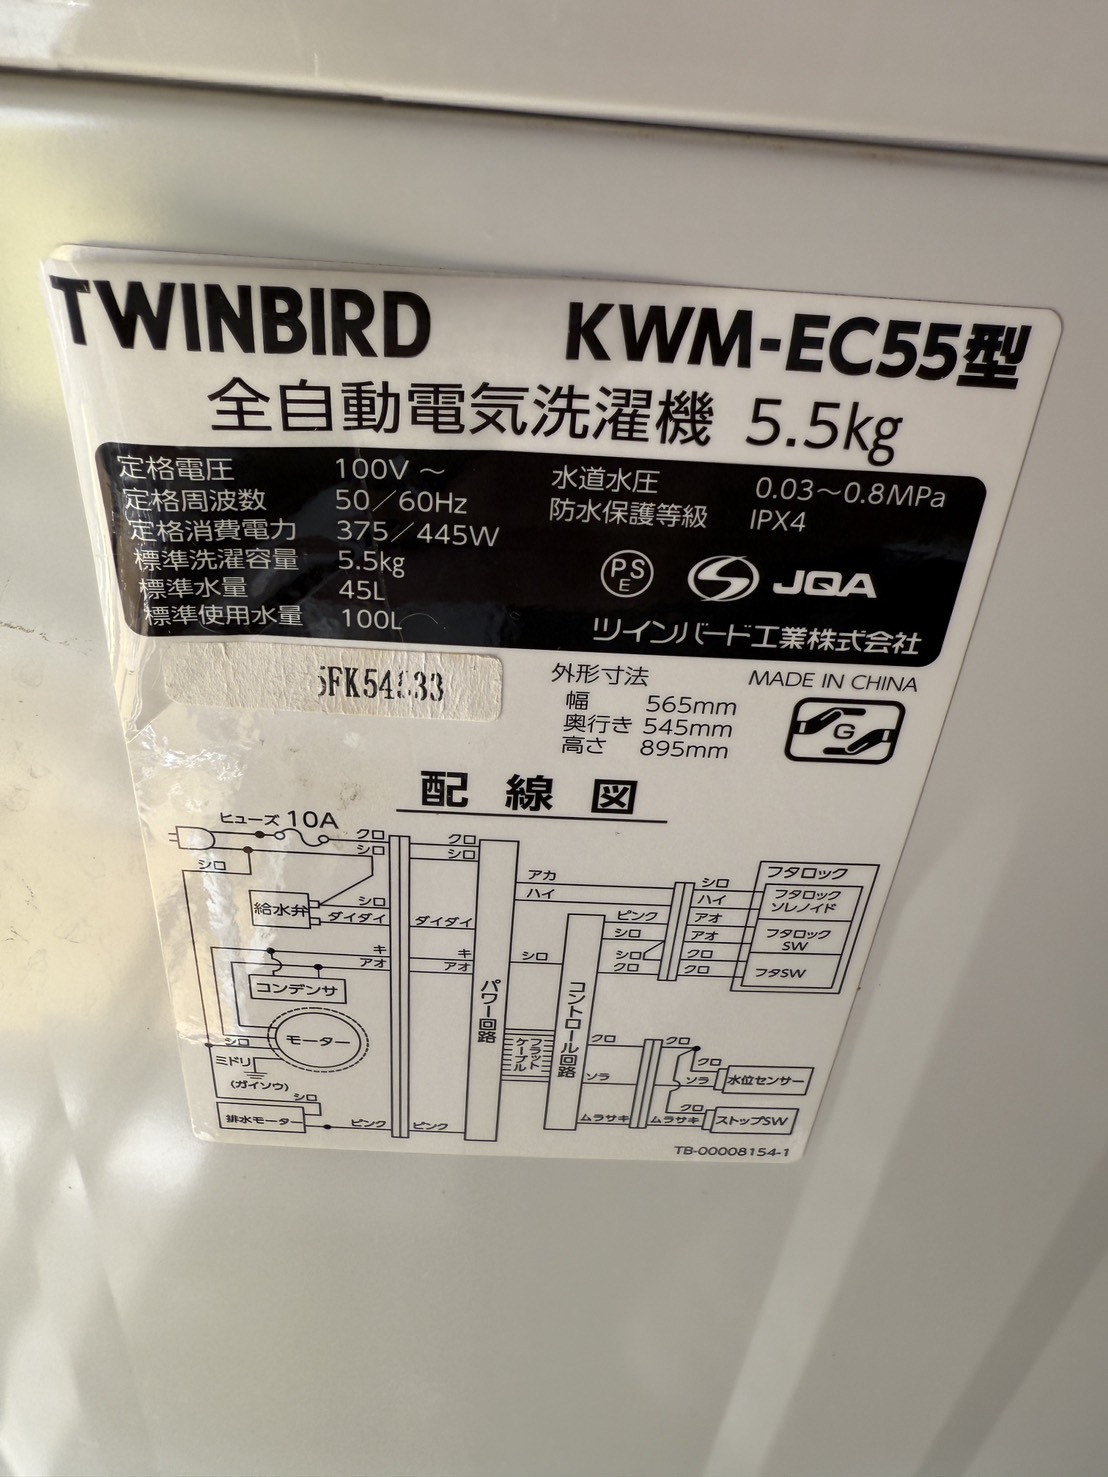 TWINBIRD KWM-EC55型
全自動電気洗濯機 5.5kg
定格電圧 100V～
定格周波数 50／60Hz
定格消費電力 375／445W
標準洗濯容量 5.5kg
標準水量 45L
標準使用水量 100L
水道水圧 0.03～0.8MPa
防水保護等級 IPX4
PS
E
S JQA
ツインバード工業株式会社
外形寸法
幅 565mm
奥行き 545mm
高さ 895mm
MADE IN CHINA
G
配線図
ヒューズ 10A
クロ
シロ
シロ
給水弁
シロ
ダイダイ
キ
アオ
コンデンサ
モーター
シロ
ミドリ
(ガイソウ)
シロ
排水モーター
ピンク
クロ
シロ
ダイダイ
キ
アオ
ピンク
パワー回路
アカ
ハイ
シロ
フラット
ケーブル
コントロール回路
ピンク
シロ
シロ
クロ
シロ
ハイ
アオ
アオ
クロ
クロ
フタロック
フタロック
ソレノイド
フタロック
SW
フタSW
クロ
ソラ
ムラサキ
クロ
クロ
ソラ
水位センサー
クロ
ムラサキ
ストップSW
TB-00008154-1